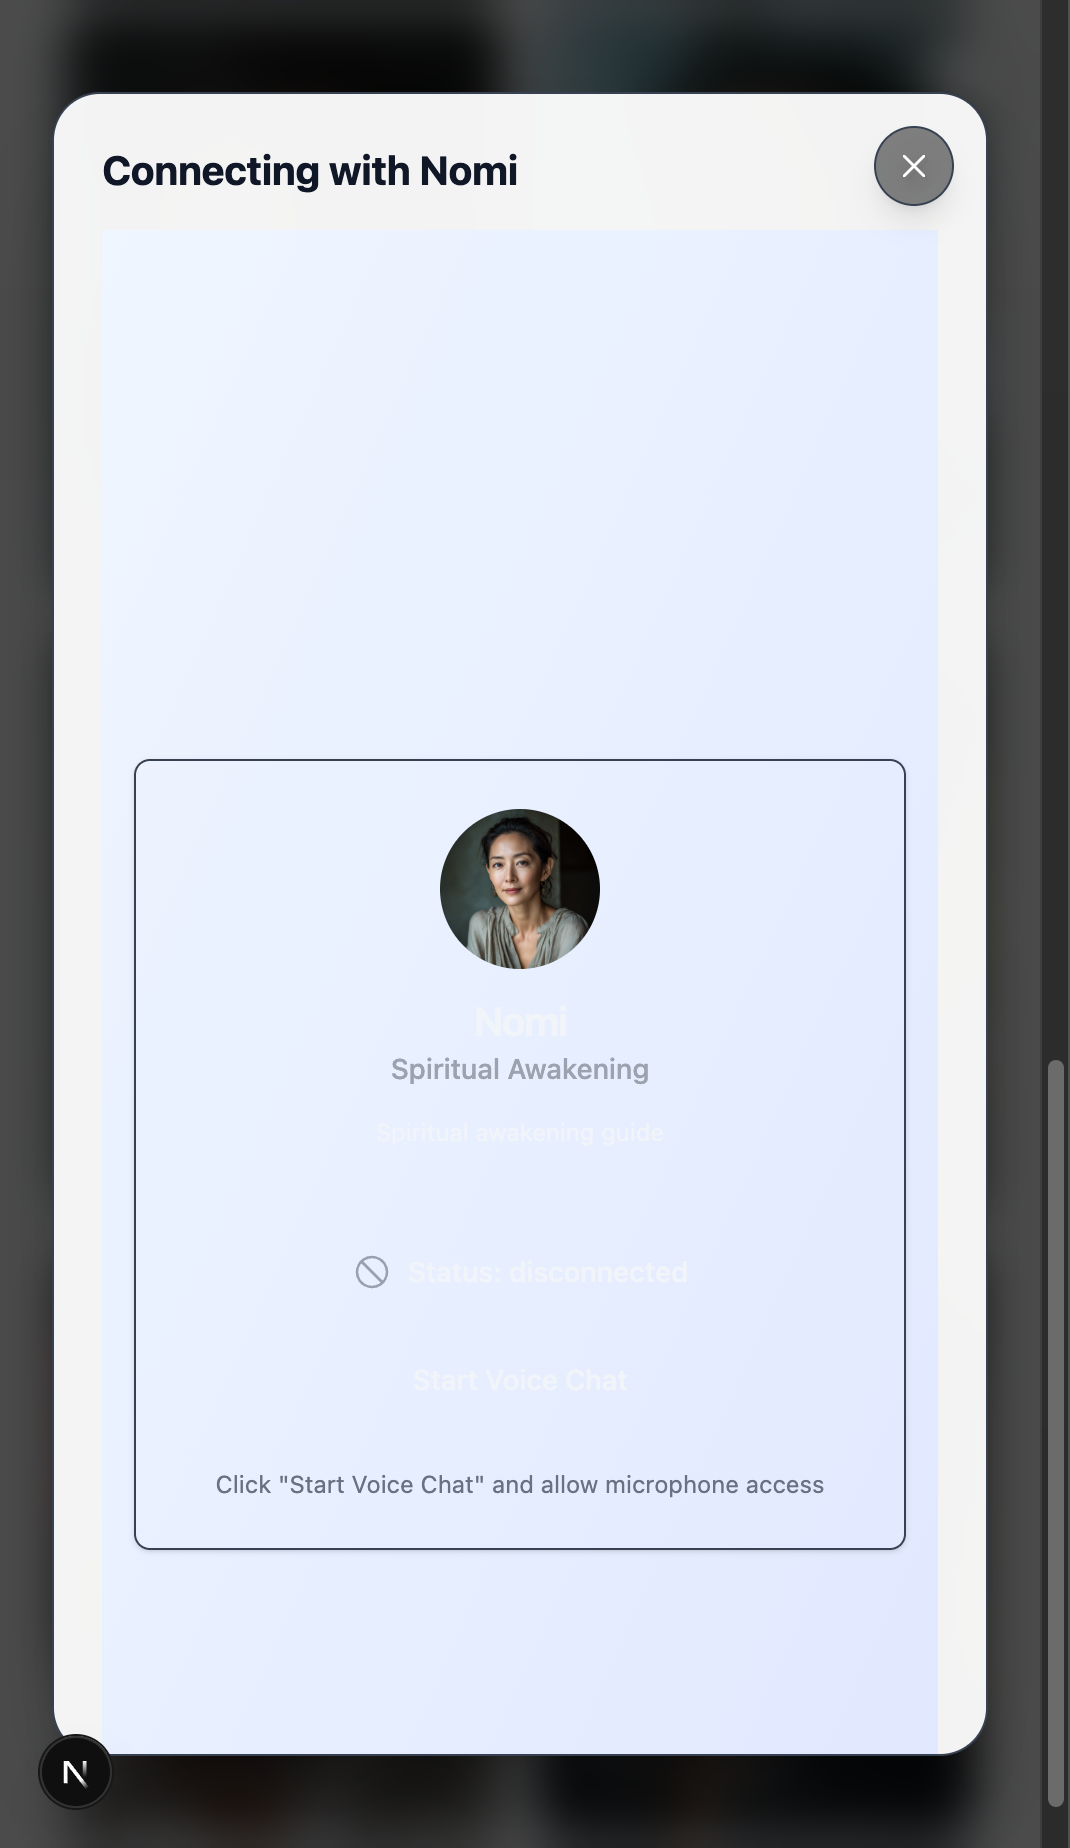 Connecting with Nomi
Nomi
Spiritual Awakening
Spiritual awakening guide
Status: disconnected
Start Voice Chat
Click "Start Voice Chat" and allow microphone access
N